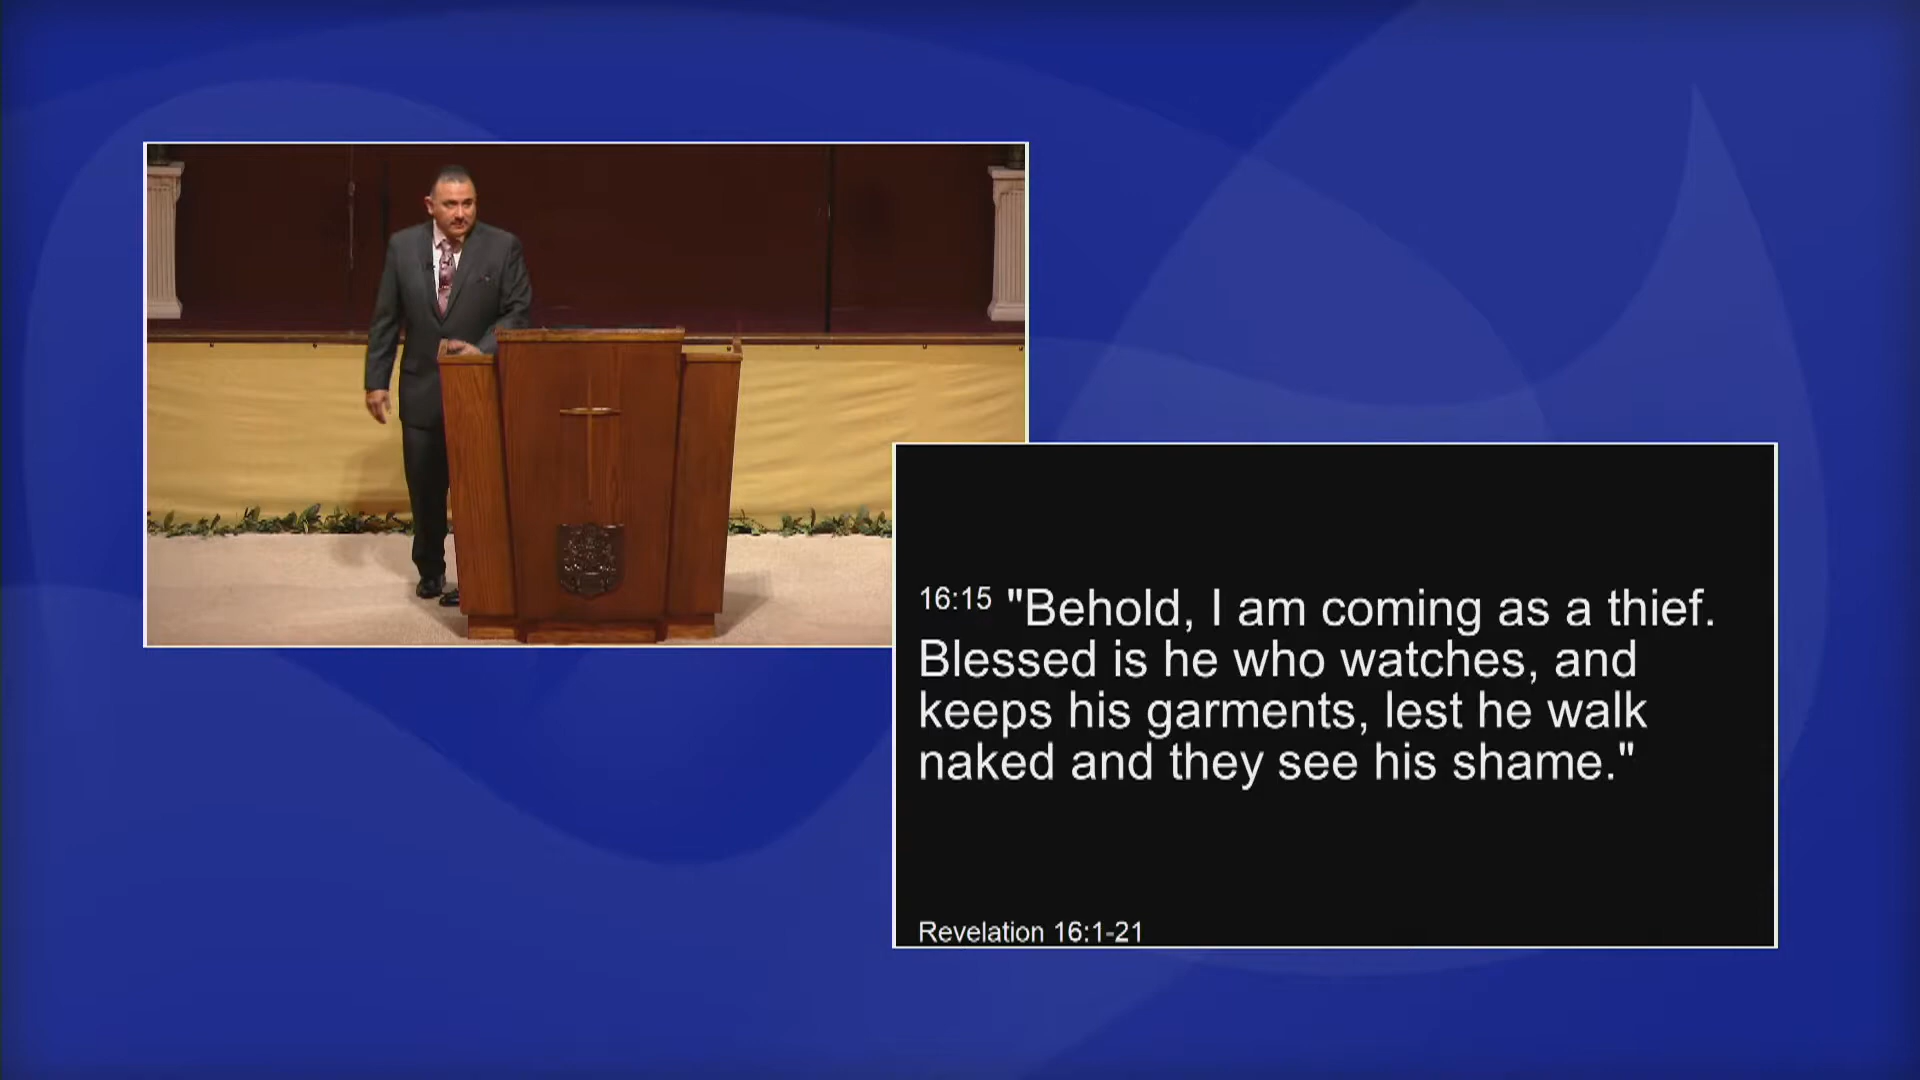 16:15 "Behold, I am coming as a thief.
Blessed is he who watches, and
keeps his garments, lest he walk
naked and they see his shame."
Revelation 16:1-21